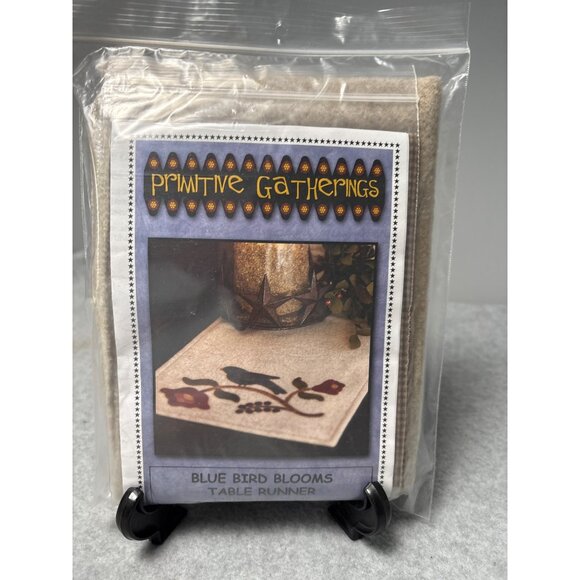 PRiMiTiVE GATHERiNGS
BLUE BIRD BLOOMS
TABLE RUNNER